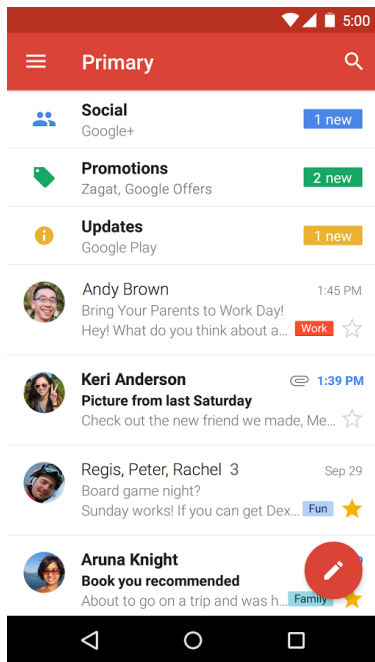 5:00
Primary
Social
Google+
1 new
Promotions
Zagat, Google Offers
2 new
Updates
Google Play
1 new
Andy Brown 1:45 PM
Bring Your Parents to Work Day!
Hey! What do you think about a... Work
Keri Anderson 1:39 PM
Picture from last Saturday
Check out the new friend we made, Me...
Regis, Peter, Rachel 3 Sep 29
Board game night?
Sunday works! If you can get Dex... Fun
Aruna Knight
Book you recommended
About to go on a trip and was h... Family